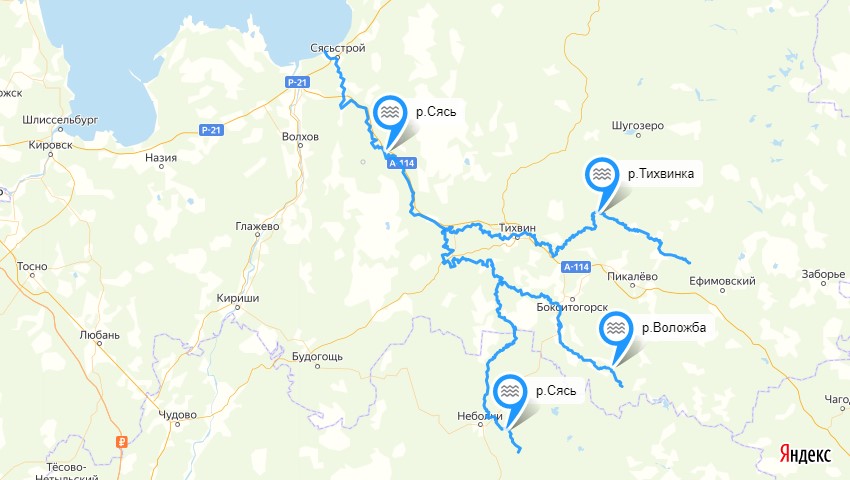 Сясьстрой
Р-21
ожск
р.Сясь
Шлиссельбург
Р-21
Шугозеро
Волхов
Кировск
Назия
А-114
р.Тихвинка
Глажево
Тихвин
Тосно
А-114
Пикалёво
Ефимовский
Заборье
Кириши
Бокситогорск
р.Воложба
Любань
Будогощь
р.Сясь
Чудово
Неболчи
Чагод
₽
Тёсово-
Нетыльский
Яндекс